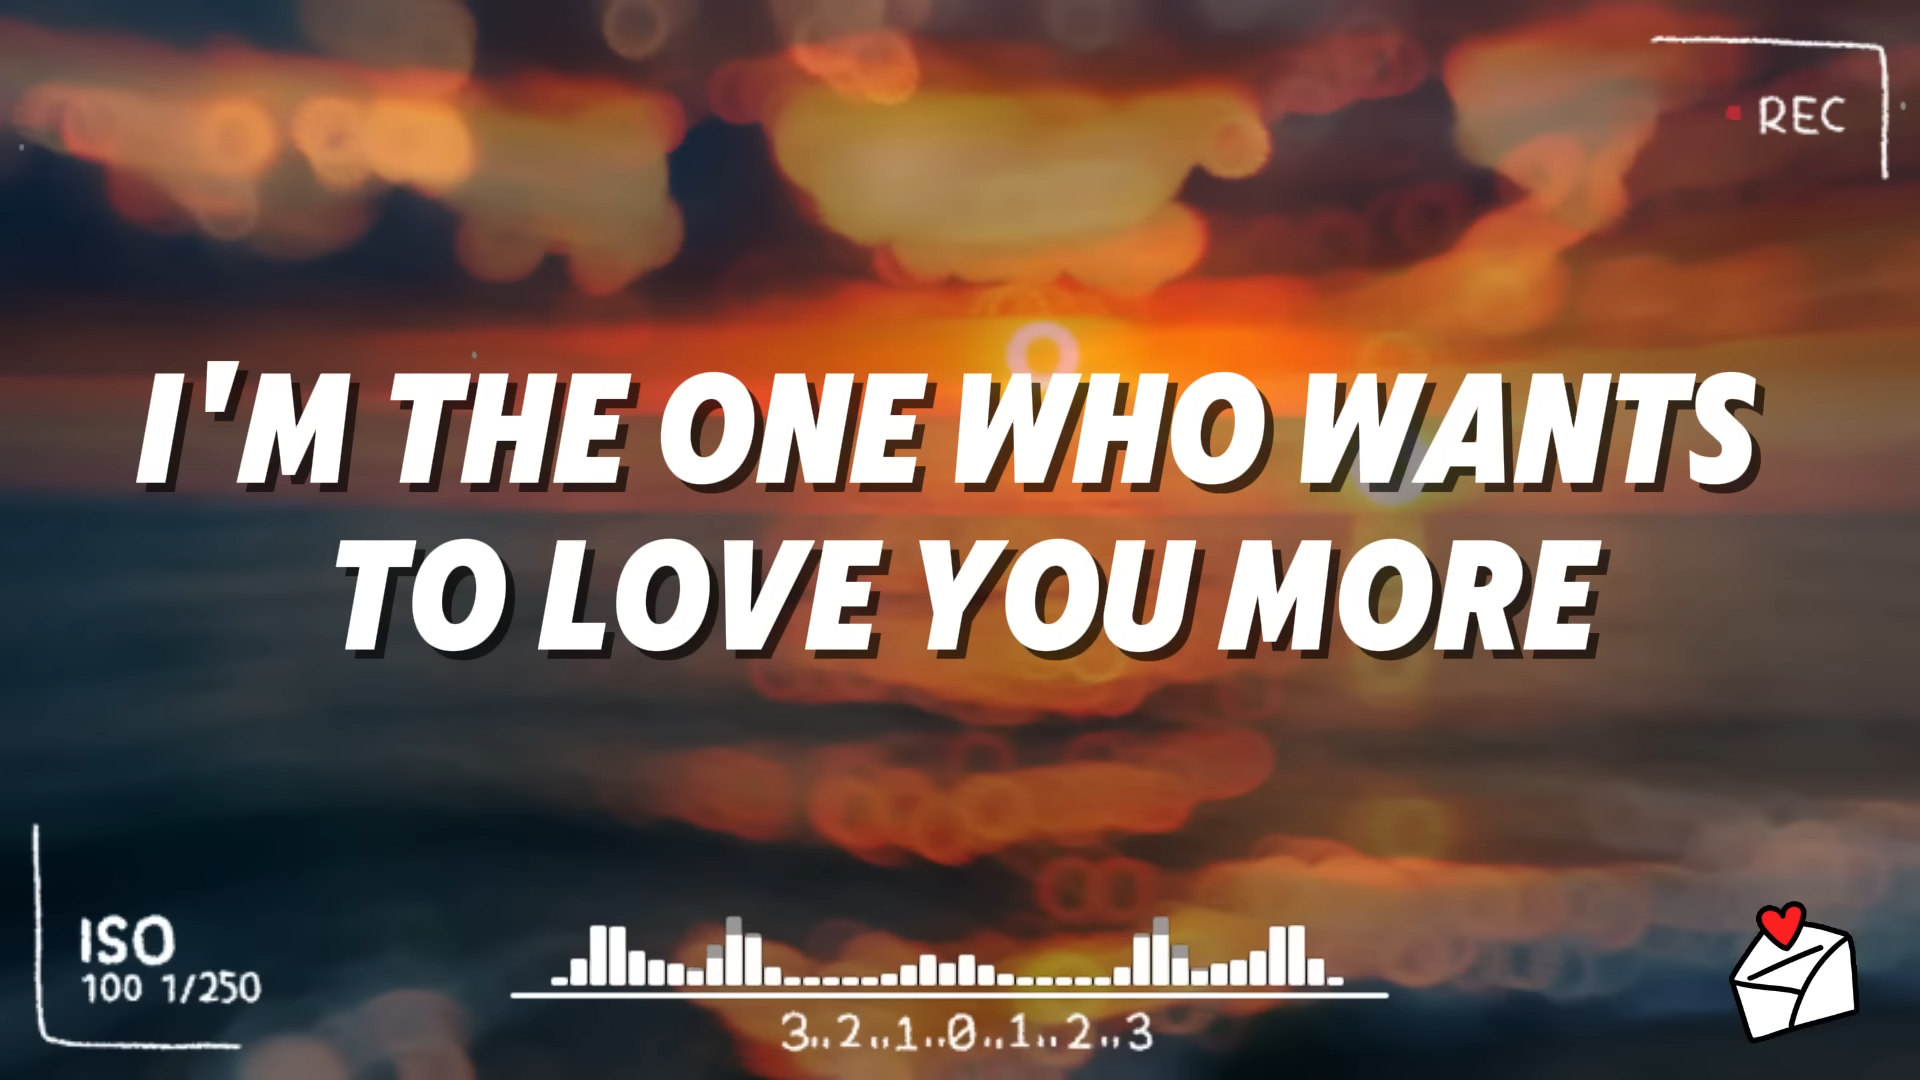 REC
I'M THE ONE WHO WANTS
TO LOVE YOU MORE
ISO
100 1/250
3..2..1..0..1..2..3